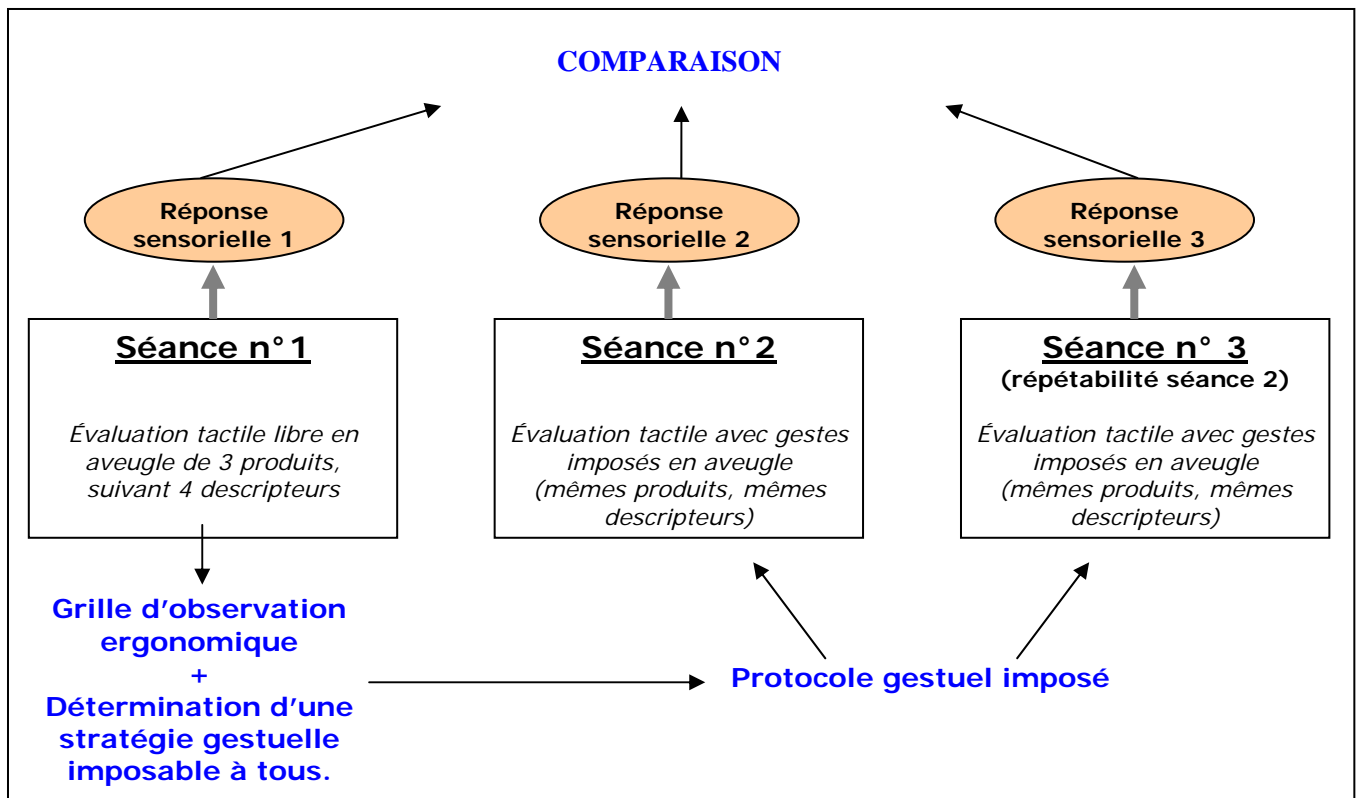 COMPARAISON
Réponse
sensorielle 1
Réponse
sensorielle 2
Réponse
sensorielle 3
Séance n°1
Évaluation tactile libre en
aveugle de 3 produits,
suivant 4 descripteurs
Séance n°2
Évaluation tactile avec gestes
imposés en aveugle
(mêmes produits, mêmes
descripteurs)
Séance n° 3
(répétabilité séance 2)
Évaluation tactile avec gestes
imposés en aveugle
(mêmes produits, mêmes
descripteurs)
Grille d'observation
ergonomique
+
Détermination d'une
stratégie gestuelle
imposable à tous.
Protocole gestuel imposé